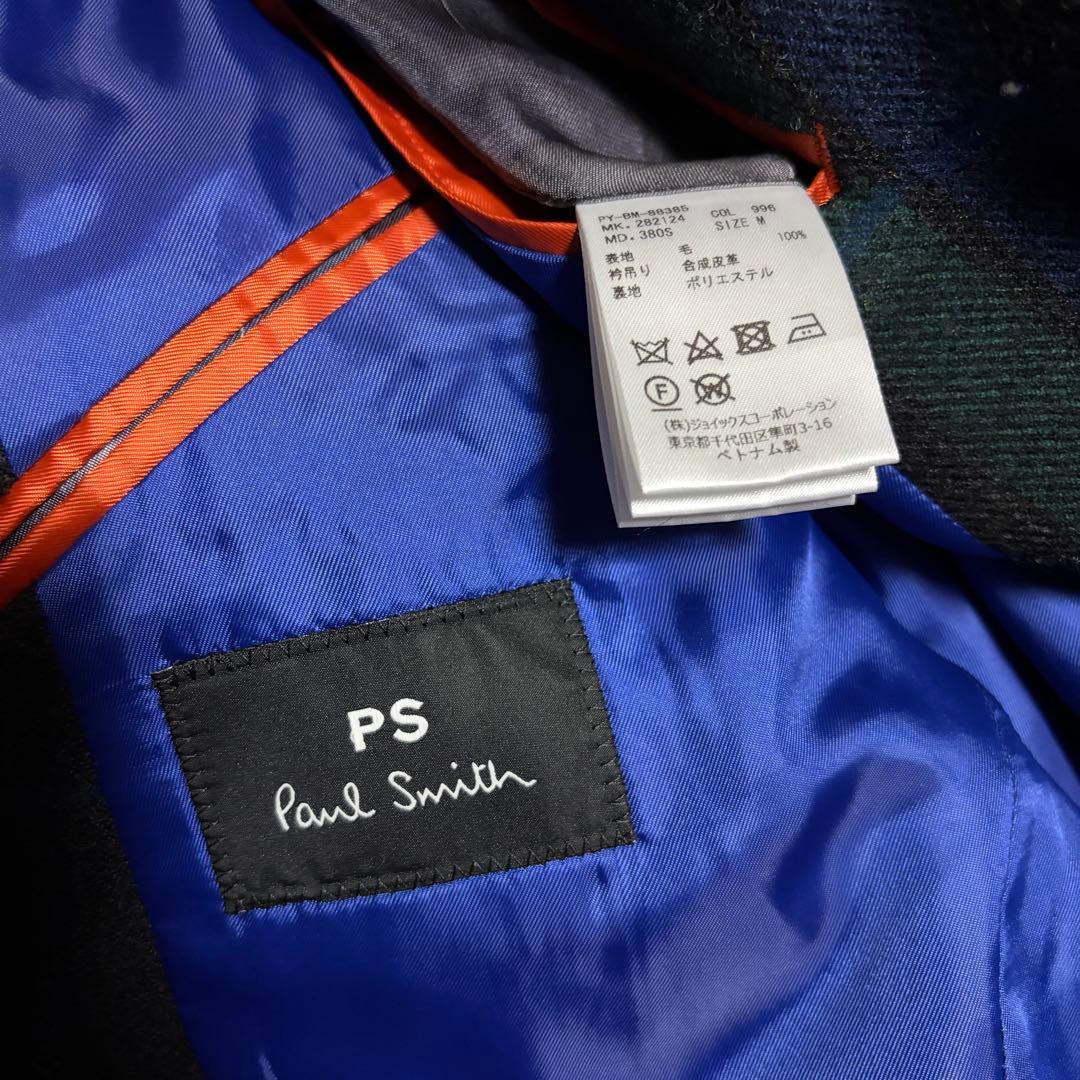 PY-BM-88385 COL 996
MK. 282124 SIZE M
MD. 380S
表地 毛 100%
衿吊り 合成皮革
裏地 ポリエステル
F W
(株)ジョイックスコーポレーション
東京都千代田区隼町3-16
ベトナム製
PS
Paul Smith